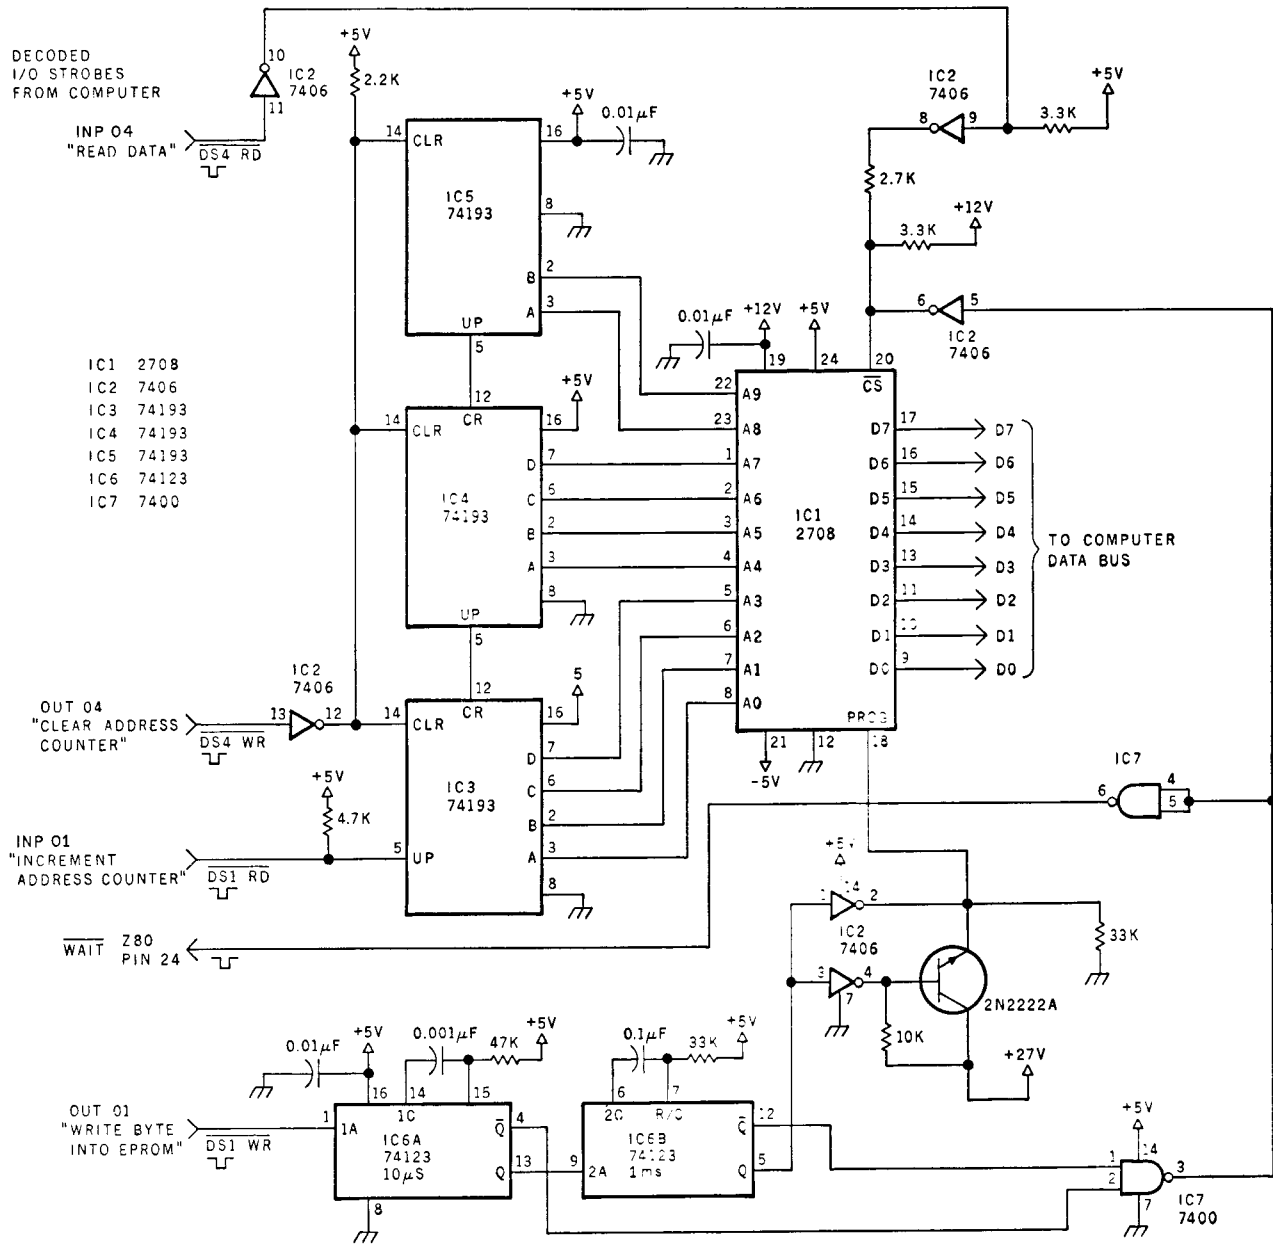 DECODED
I/O STROBES
FROM COMPUTER
INP 04
"READ DATA"
DS4 RD
10
11
IC2
7406
+5V
2.2K
14
CLR
IC5
74193
16
+5V
0.01µF
8
B
2
A
3
UP
5
IC2
7406
8
9
3.3K
+5V
2.7K
3.3K
+12V
6
5
IC2
7406
IC1 2708
IC2 7406
IC3 74193
IC4 74193
IC5 74193
IC6 74123
IC7 7400
12
CR
14
CLR
IC4
74193
16
+5V
D
7
C
6
B
2
A
3
8
UP
5
0.01µF
+12V
+5V
19
24
20
CS
22
A9
23
A8
1
A7
2
A6
3
A5
4
A4
5
A3
6
A2
7
A1
8
A0
IC1
2708
D7
17
D7
D6
16
D6
D5
15
D5
D4
14
D4
D3
13
D3
D2
11
D2
D1
10
D1
D0
9
D0
TO COMPUTER
DATA BUS
PROG
21
12
18
-5V
OUT 04
"CLEAR ADDRESS
COUNTER"
DS4 WR
IC2
7406
13
12
12
CR
14
CLR
IC3
74193
16
5
D
7
C
6
B
2
A
3
8
+5V
4.7K
INP 01
"INCREMENT
ADDRESS COUNTER"
DS1 RD
5
UP
WAIT Z80
PIN 24
IC7
6
4
5
+5V
1
14
2
IC2
7406
3
4
7
33K
2N2222A
10K
+27V
OUT 01
"WRITE BYTE
INTO EPROM"
DS1 WR
0.01µF
+5V
0.001µF
47K
+5V
16
14
15
1
1A
1C
IC6A
74123
10µS
Q
4
Q
13
8
0.1µF
33K
+5V
6
7
2C
R/C
IC6B
74123
1ms
9
2A
Q
12
Q
5
+5V
14
1
2
3
7
IC7
7400